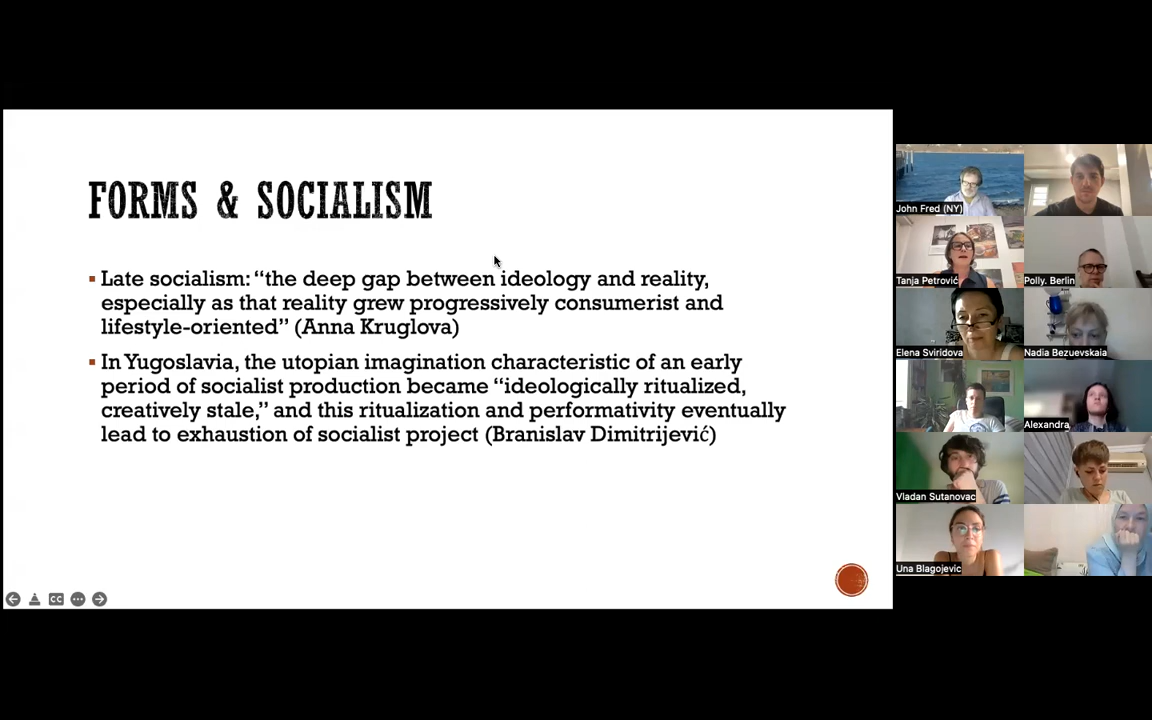 FORMS & SOCIALISM
Late socialism: “the deep gap between ideology and reality,
especially as that reality grew progressively consumerist and
lifestyle-oriented” (Anna Kruglova)
In Yugoslavia, the utopian imagination characteristic of an early
period of socialist production became “ideologically ritualized,
creatively stale,” and this ritualization and performativity eventually
lead to exhaustion of socialist project (Branislav Dimitrijević)
CC
John Fred (NY)
Tanja Petrović
Polly. Berlin
Elena Sviridova
Nadia Bezuevskaia
Alexandra
Vladan Sutanovac
Una Blagojevic